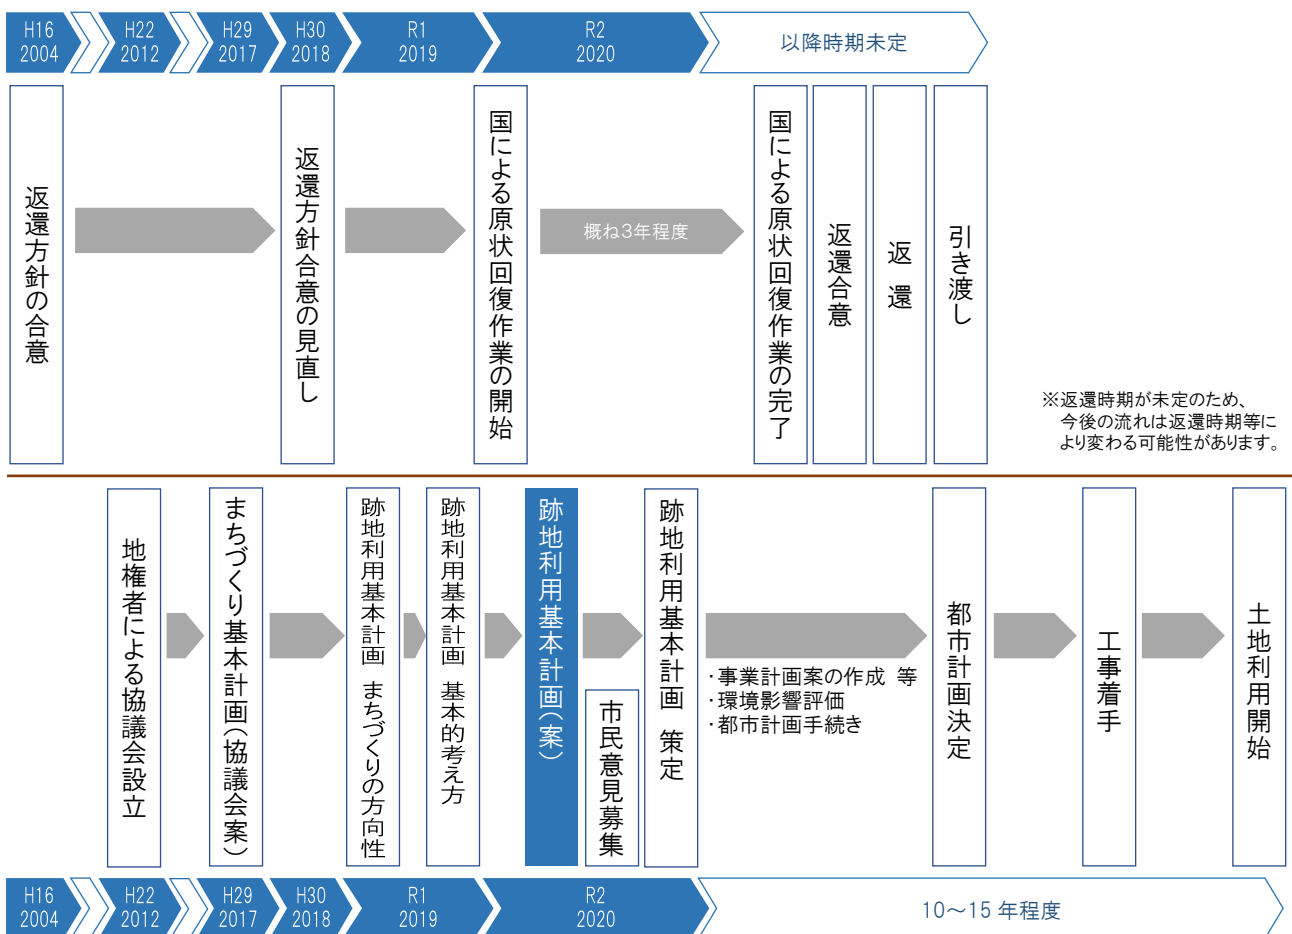 H16
2004
H22
2012
H29
2017
H30
2018
R1
2019
R2
2020
以降時期未定
返還方針の合意
返還方針合意の見直し
国による原状回復作業の開始
概ね3年程度
国による原状回復作業の完了
返還合意
返 還
引き渡し
※返還時期が未定のため、
今後の流れは返還時期等に
より変わる可能性があります。
地権者による協議会設立
まちづくり基本計画(協議会案)
跡地利用基本計画 まちづくりの方向性
跡地利用基本計画 基本的考え方
跡地利用基本計画(案)
市民意見募集
跡地利用基本計画 策定
・事業計画案の作成 等
・環境影響評価
・都市計画手続き
都市計画決定
工事着手
土地利用開始
H16
2004
H22
2012
H29
2017
H30
2018
R1
2019
R2
2020
10～15 年程度